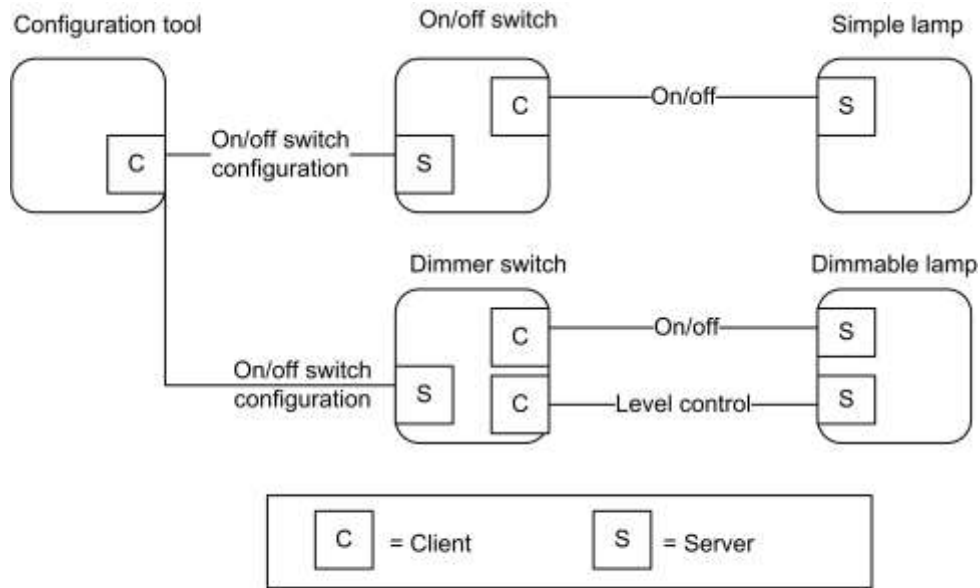 Configuration tool
On/off switch
Simple lamp
C
On/off
S
C
On/off switch
configuration
S
Dimmer switch
Dimmable lamp
C
On/off
S
On/off switch
configuration
S
C
Level control
S
C = Client
S = Server